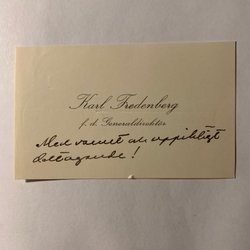 Karl Fredenberg
f. d. Generaldirektör
Med varmt och uppriktigt
deltagande!